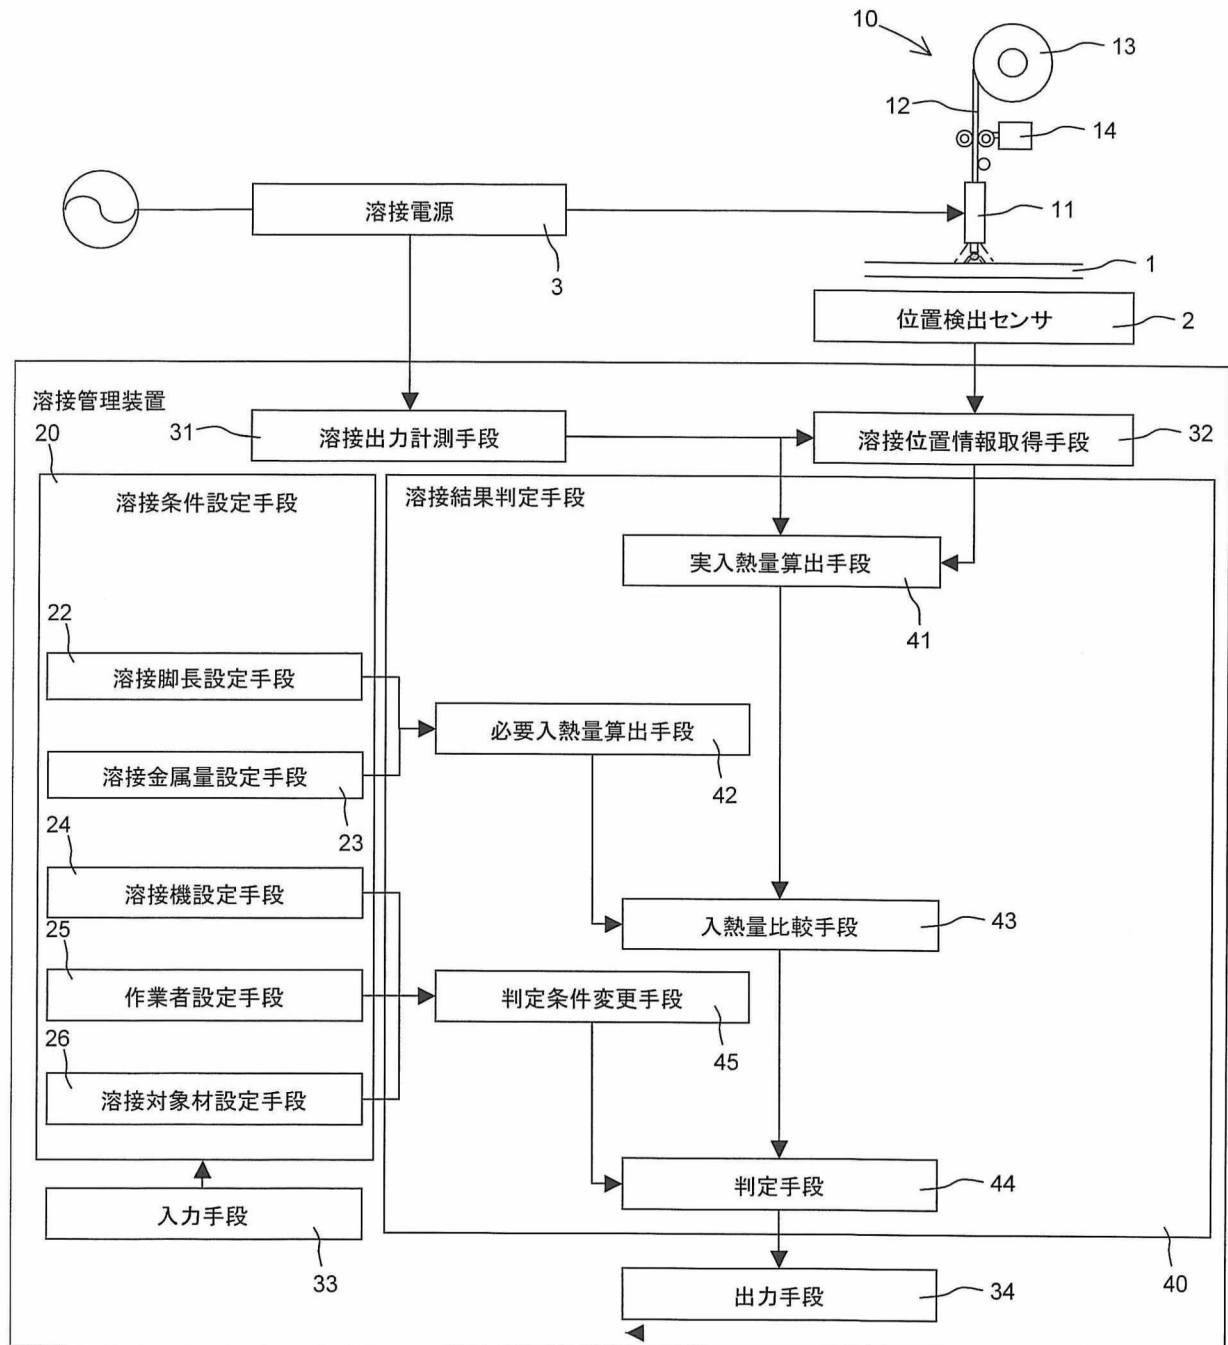 10
13
12
14
溶接電源
11
3
1
位置検出センサ
2
溶接管理装置
20
31
溶接出力計測手段
溶接位置情報取得手段
32
溶接条件設定手段
溶接結果判定手段
実入熱量算出手段
41
22
溶接脚長設定手段
必要入熱量算出手段
42
溶接金属量設定手段
23
24
溶接機設定手段
入熱量比較手段
43
25
作業者設定手段
判定条件変更手段
45
26
溶接対象材設定手段
判定手段
44
入力手段
33
40
出力手段
34